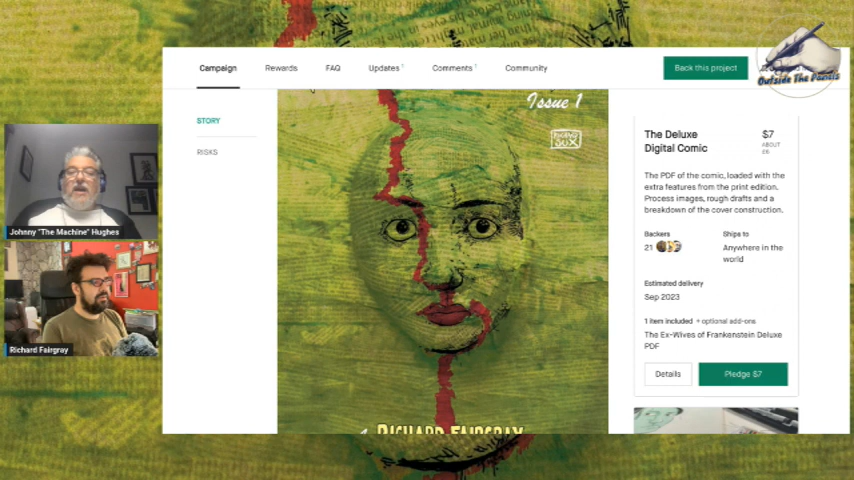 Campaign
Rewards
FAQ
Updates
Comments
Community
Back this project
Outside The Panels
STORY
RISKS
Issue 1
The Deluxe
Digital Comic
$7
ABOUT
£6
The PDF of the comic, loaded with the
extra features from the print edition.
Process images, rough drafts and a
breakdown of the cover construction.
Backers
21
Ships to
Anywhere in the
world
Estimated delivery
Sep 2023
1 item included + optional add-ons
The Ex-Wives of Frankenstein Deluxe
PDF
Details
Pledge $7
Johnny "The Machine" Hughes
Richard Fairgray
RICHARD FAIRGRAY